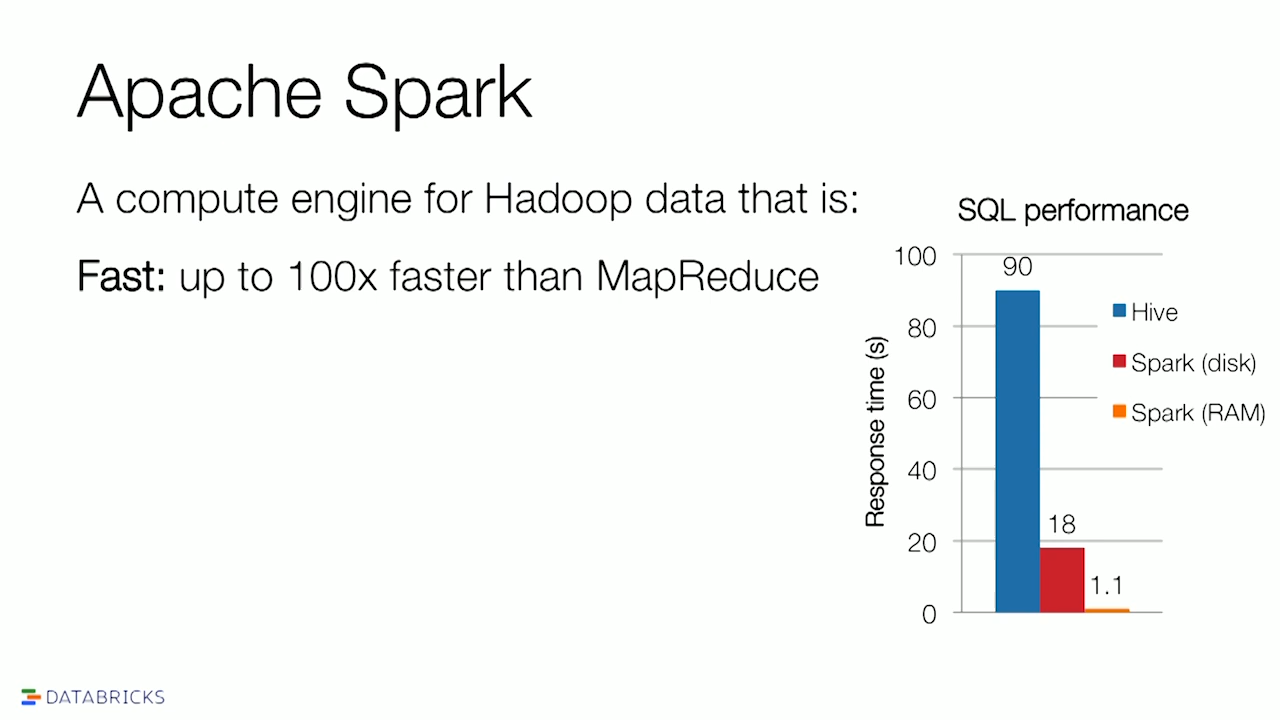 Apache Spark
A compute engine for Hadoop data that is:
Fast: up to 100x faster than MapReduce
SQL performance
Response time (s)
100
80
60
40
20
0
90
18
1.1
Hive
Spark (disk)
Spark (RAM)
DATABRICKS